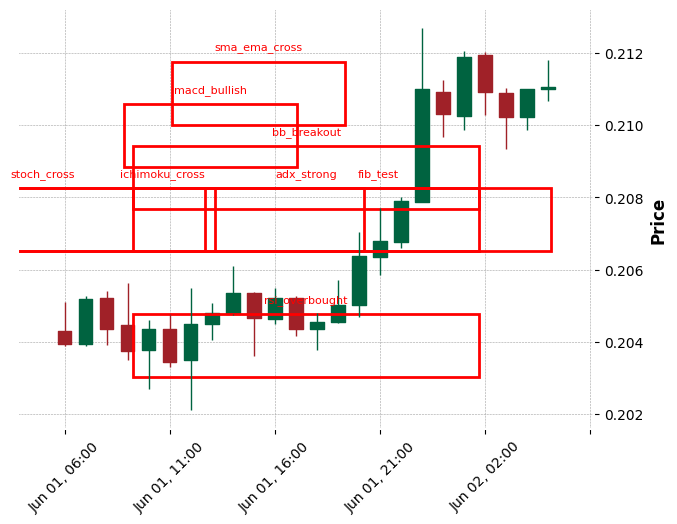 sma_ema_cross
0.212
macd_bullish
0.210
bb_breakout
stoch_cross
ichimoku_cross
adx_strong
fib_test
0.208
Price
0.206
0.204
0.202
Jun 01, 06:00
Jun 01, 11:00
Jun 01, 16:00
Jun 01, 21:00
Jun 02, 02:00